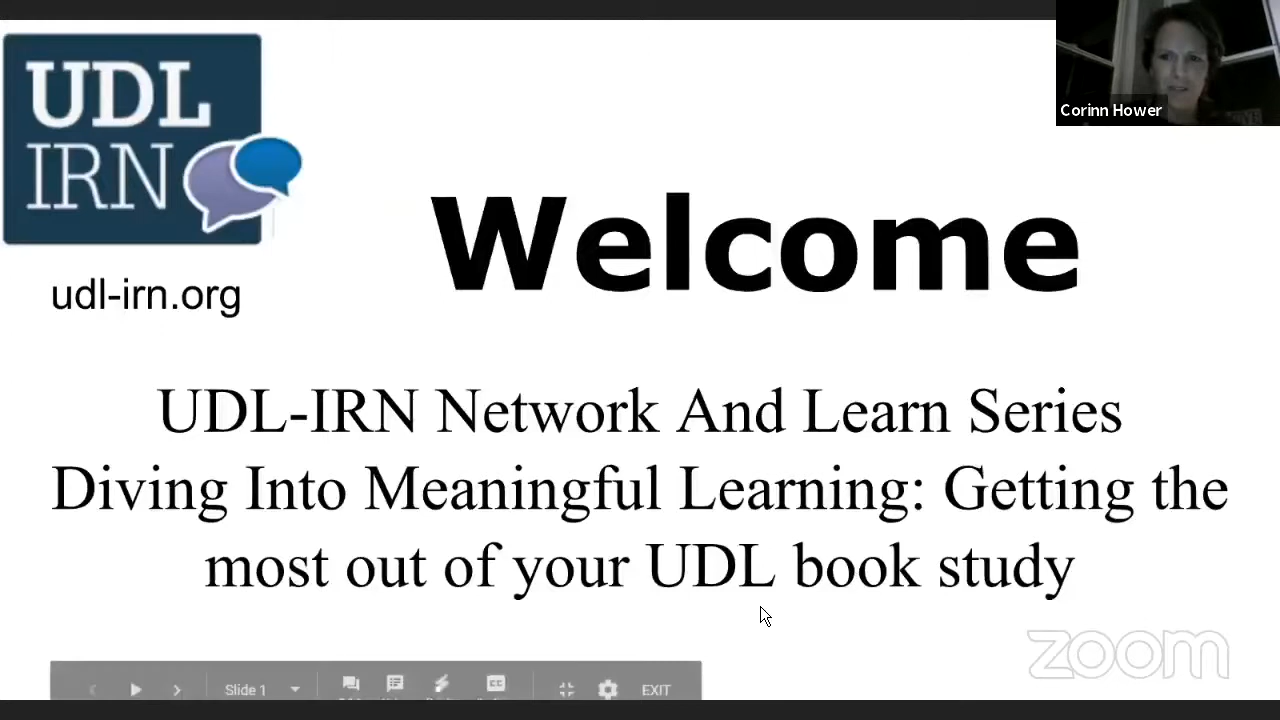 UDL
IRN
Corinn Hower
Welcome
udl-irn.org
UDL-IRN Network And Learn Series
Diving Into Meaningful Learning: Getting the
most out of your UDL book study
zoom
Slide 1
CC
EXIT